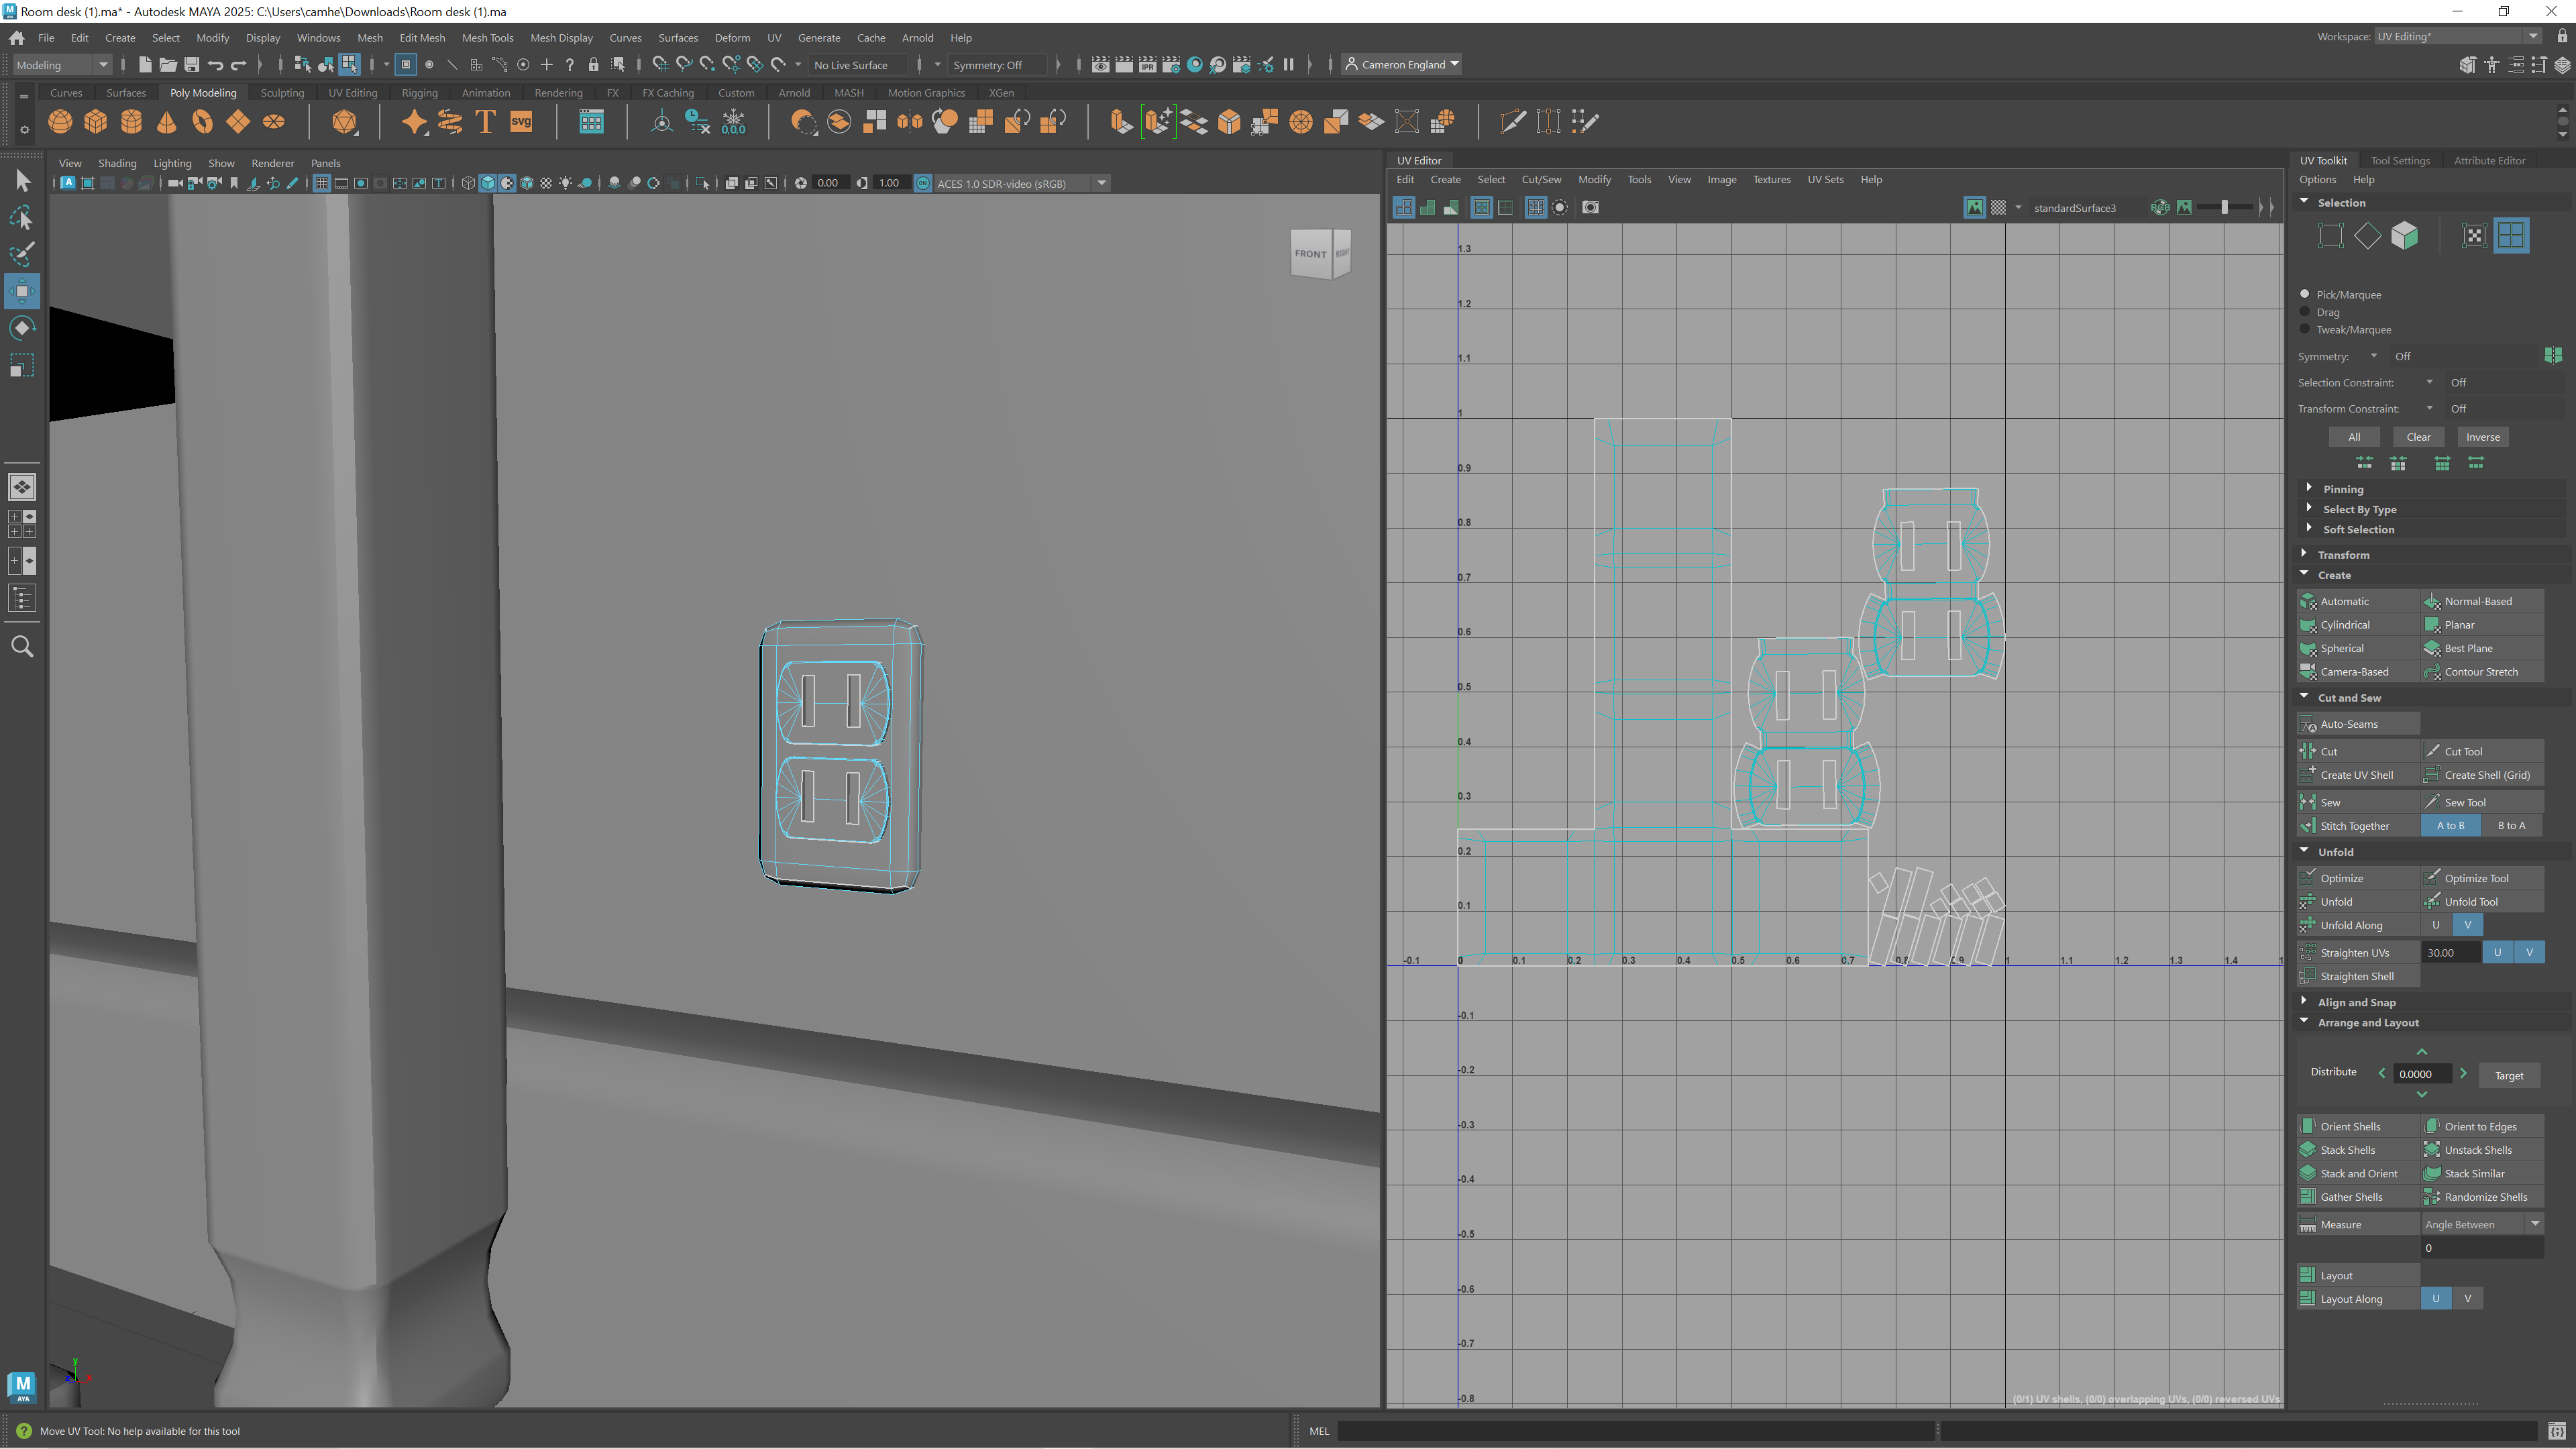 Room desk (1).ma* - Autodesk MAYA 2025: C:\Users\camhe\Downloads\Room desk (1).ma
File Edit Create Select Modify Display Windows Mesh Edit Mesh Mesh Tools Mesh Display Curves Surfaces Deform UV Generate Cache Arnold Help
Workspace: UV Editing*
Modeling
No Live Surface
Symmetry: Off
Cameron England
Curves Surfaces Poly Modeling Sculpting UV Editing Rigging Animation Rendering FX FX Caching Custom Arnold MASH Motion Graphics XGen
T SVG 0,0,0
View Shading Lighting Show Renderer Panels
0.00 1.00 ACES 1.0 SDR-video (sRGB)
FRONT RIGHT
UV Editor
Edit Create Select Cut/Sew Modify Tools View Image Textures UV Sets Help
standardSurface3
1.3
1.2
1.1
1
0.9
0.8
0.7
0.6
0.5
0.4
0.3
0.2
0.1
-0.1 0 0.1 0.2 0.3 0.4 0.5 0.6 0.7 0.8 0.9 1 1.1 1.2 1.3 1.4
-0.1
-0.2
-0.3
-0.4
-0.5
-0.6
-0.7
-0.8
(0/1) UV shells, (0/0) overlapping UVs, (0/0) reversed UVs
UV Toolkit Tool Settings Attribute Editor
Options Help
Selection
Pick/Marquee
Drag
Tweak/Marquee
Symmetry: Off
Selection Constraint: Off
Transform Constraint: Off
All Clear Inverse
Pinning
Select By Type
Soft Selection
Transform
Create
Automatic Normal-Based
Cylindrical Planar
Spherical Best Plane
Camera-Based Contour Stretch
Cut and Sew
Auto-Seams
Cut Cut Tool
Create UV Shell Create Shell (Grid)
Sew Sew Tool
Stitch Together A to B B to A
Unfold
Optimize Optimize Tool
Unfold Unfold Tool
Unfold Along U V
Straighten UVs 30.00 U V
Straighten Shell
Align and Snap
Arrange and Layout
Distribute 0.0000 Target
Orient Shells Orient to Edges
Stack Shells Unstack Shells
Stack and Orient Stack Similar
Gather Shells Randomize Shells
Measure Angle Between
0
Layout
Layout Along U V
y
M
AYA
Move UV Tool: No help available for this tool
MEL